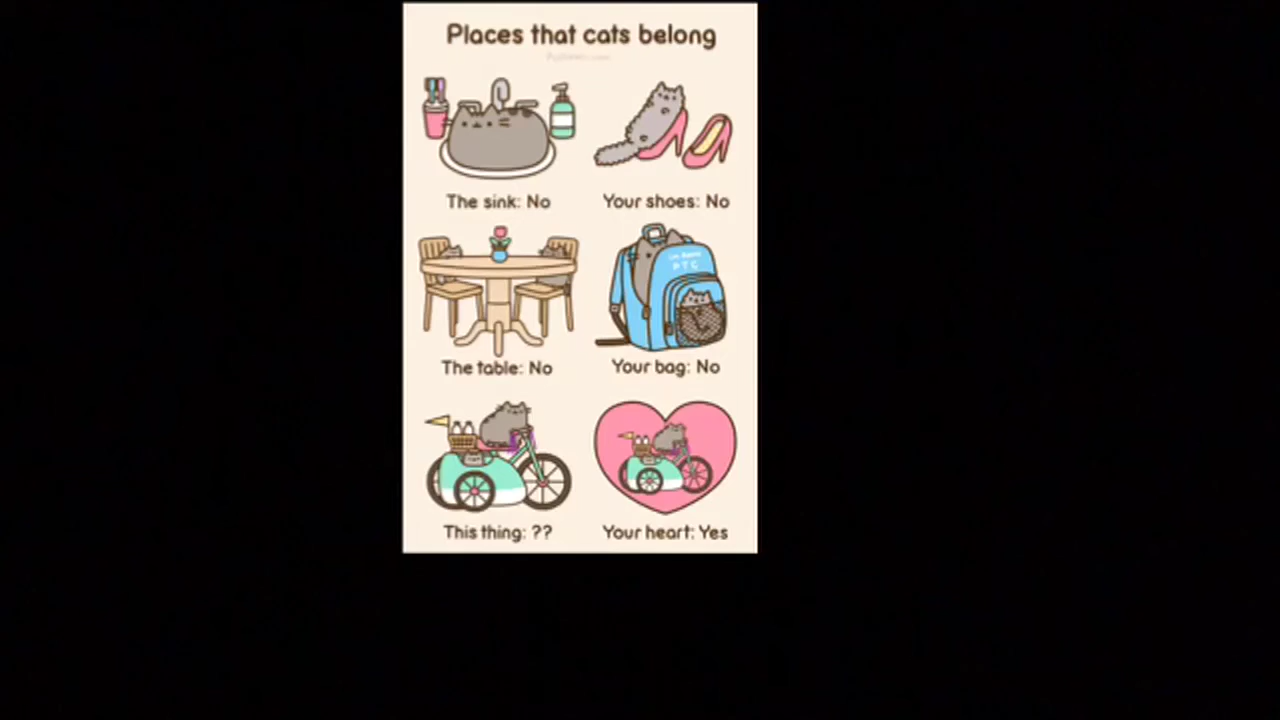 Places that cats belong
The sink: No
Your shoes: No
PTC
The table: No
Your bag: No
This thing: ??
Your heart: Yes